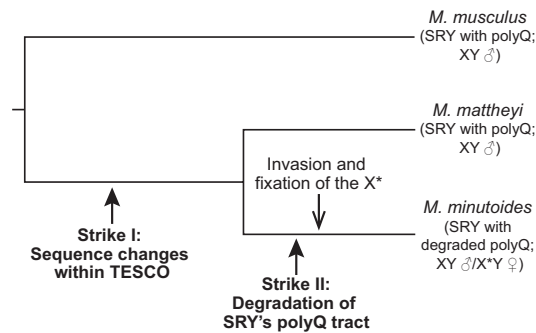 M. musculus
(SRY with polyQ;
XY ♂)
M. mattheyi
(SRY with polyQ;
XY ♂)
Invasion and
fixation of the X*
M. minutoides
(SRY with
degraded polyQ;
XY ♂/X*Y ♀)
Strike I:
Sequence changes
within TESCO
Strike II:
Degradation of
SRY's polyQ tract